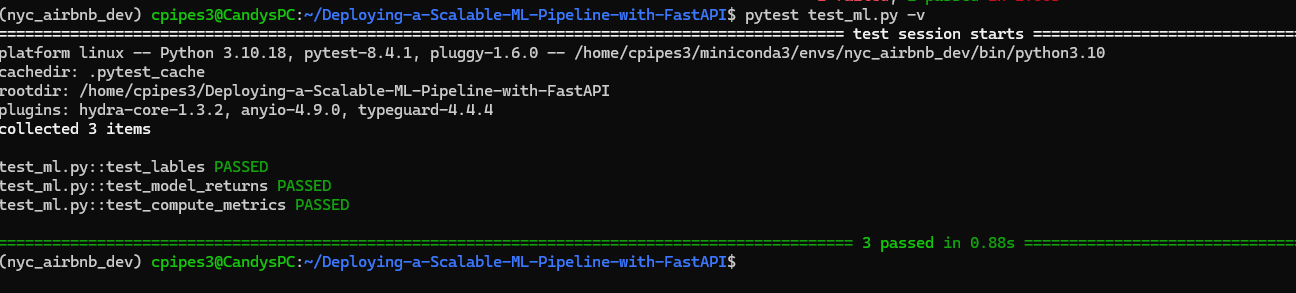 (nyc_airbnb_dev) cpipes3@CandysPC:~/Deploying-a-Scalable-ML-Pipeline-with-FastAPI$ pytest test_ml.py -v
============================================================================================== test session starts ==============================
platform linux -- Python 3.10.18, pytest-8.4.1, pluggy-1.6.0 -- /home/cpipes3/miniconda3/envs/nyc_airbnb_dev/bin/python3.10
cachedir: .pytest_cache
rootdir: /home/cpipes3/Deploying-a-Scalable-ML-Pipeline-with-FastAPI
plugins: hydra-core-1.3.2, anyio-4.9.0, typeguard-4.4.4
collected 3 items
test_ml.py::test_lables PASSED
test_ml.py::test_model_returns PASSED
test_ml.py::test_compute_metrics PASSED
=============================================================================================== 3 passed in 0.88s ===============================
(nyc_airbnb_dev) cpipes3@CandysPC:~/Deploying-a-Scalable-ML-Pipeline-with-FastAPI$